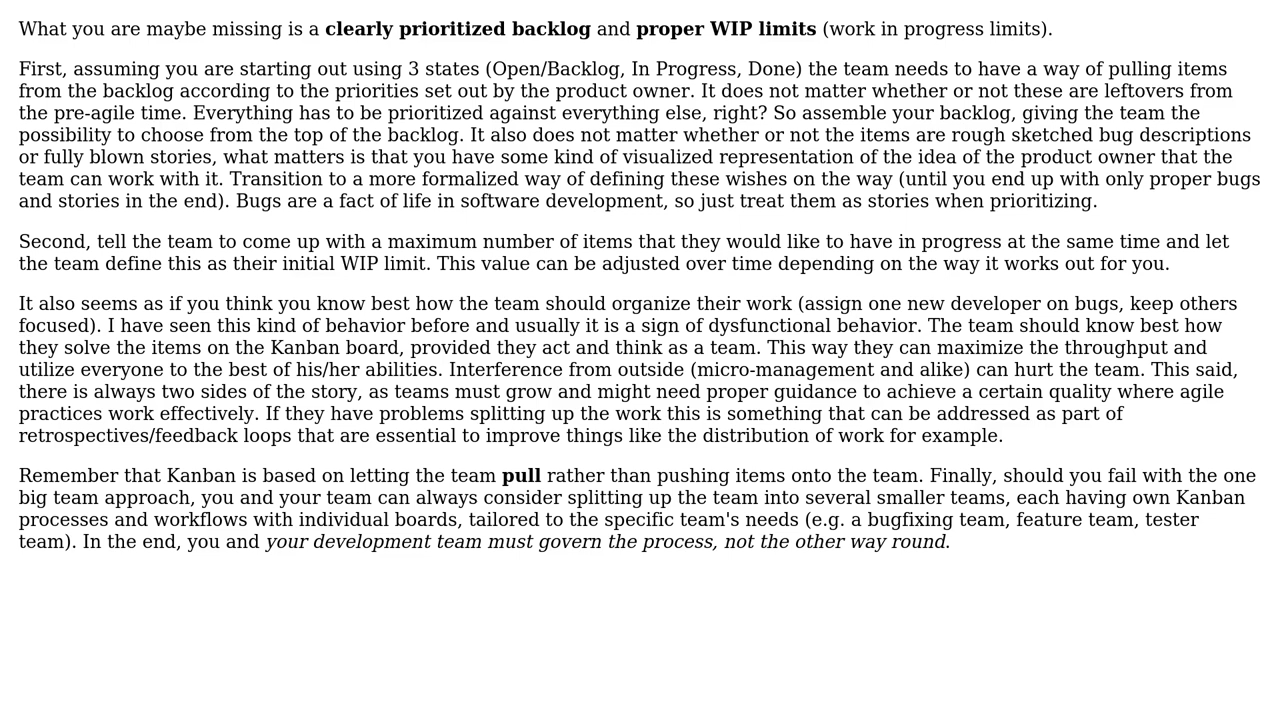 What you are maybe missing is a clearly prioritized backlog and proper WIP limits (work in progress limits).
First, assuming you are starting out using 3 states (Open/Backlog, In Progress, Done) the team needs to have a way of pulling items
from the backlog according to the priorities set out by the product owner. It does not matter whether or not these are leftovers from
the pre-agile time. Everything has to be prioritized against everything else, right? So assemble your backlog, giving the team the
possibility to choose from the top of the backlog. It also does not matter whether or not the items are rough sketched bug descriptions
or fully blown stories, what matters is that you have some kind of visualized representation of the idea of the product owner that the
team can work with it. Transition to a more formalized way of defining these wishes on the way (until you end up with only proper bugs
and stories in the end). Bugs are a fact of life in software development, so just treat them as stories when prioritizing.
Second, tell the team to come up with a maximum number of items that they would like to have in progress at the same time and let
the team define this as their initial WIP limit. This value can be adjusted over time depending on the way it works out for you.
It also seems as if you think you know best how the team should organize their work (assign one new developer on bugs, keep others
focused). I have seen this kind of behavior before and usually it is a sign of dysfunctional behavior. The team should know best how
they solve the items on the Kanban board, provided they act and think as a team. This way they can maximize the throughput and
utilize everyone to the best of his/her abilities. Interference from outside (micro-management and alike) can hurt the team. This said,
there is always two sides of the story, as teams must grow and might need proper guidance to achieve a certain quality where agile
practices work effectively. If they have problems splitting up the work this is something that can be addressed as part of
retrospectives/feedback loops that are essential to improve things like the distribution of work for example.
Remember that Kanban is based on letting the team pull rather than pushing items onto the team. Finally, should you fail with the one
big team approach, you and your team can always consider splitting up the team into several smaller teams, each having own Kanban
processes and workflows with individual boards, tailored to the specific team's needs (e.g. a bugfixing team, feature team, tester
team). In the end, you and your development team must govern the process, not the other way round.